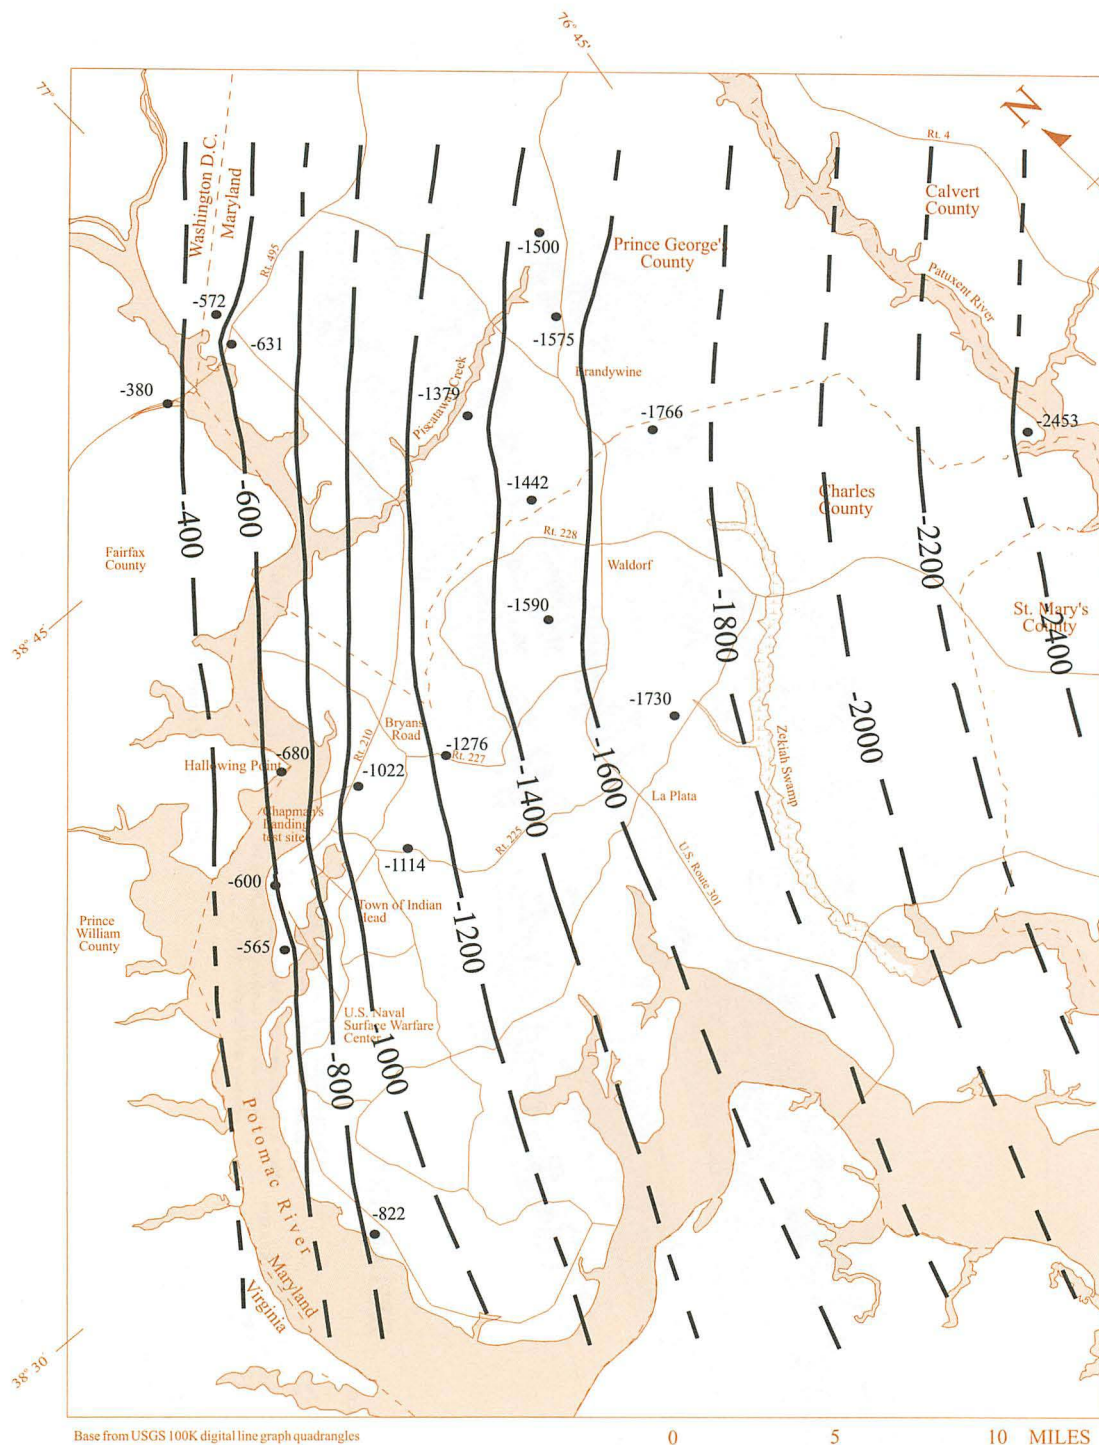 76° 45'
77°
N
Rt. 4
Washington D.C.
Maryland
Calvert
County
Rt. 495
-1500
Prince George's
County
Patuxent River
-572
-631
-1575
Brandywine
-380
-1379
Piscataway Creek
-1766
-2453
-400
-600
-1442
Charles
County
-2200
Rt. 228
Fairfax
County
Waldorf
-1590
-1800
St. Mary's
County
-2400
38° 45'
-1730
-2000
Bryans
Road
Rt. 210
-1276
Rt. 227
Zekiah Swamp
-680
Hallowing Point
-1022
-1400
-1600
La Plata
Chapman's
Landing
test site
Rt. 225
-1114
U.S. Route 301
-600
Town of Indian
Head
Prince
William
County
-565
-1200
U.S. Naval
Surface Warfare
Center
-1000
-800
Potomac River
-822
Maryland
Virginia
38° 30'
Base from USGS 100K digital line graph quadrangles
0 5 10 MILES